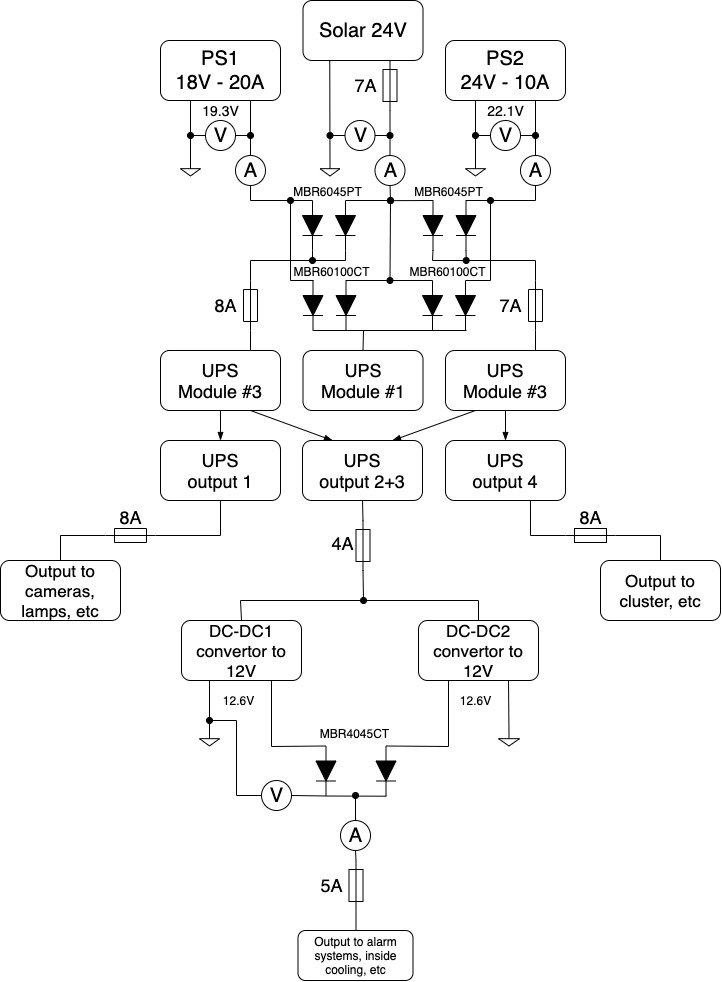 Solar 24V
PS1
18V - 20A
PS2
24V - 10A
7A
19.3V
22.1V
V
V
V
A
A
A
MBR6045PT
MBR6045PT
MBR60100CT
MBR60100CT
8A
7A
UPS
Module #3
UPS
Module #1
UPS
Module #3
UPS
output 1
UPS
output 2+3
UPS
output 4
8A
8A
4A
Output to
cameras,
lamps, etc
Output to
cluster, etc
DC-DC1
convertor to
12V
DC-DC2
convertor to
12V
12.6V
12.6V
MBR4045CT
V
A
5A
Output to alarm
systems, inside
cooling, etc